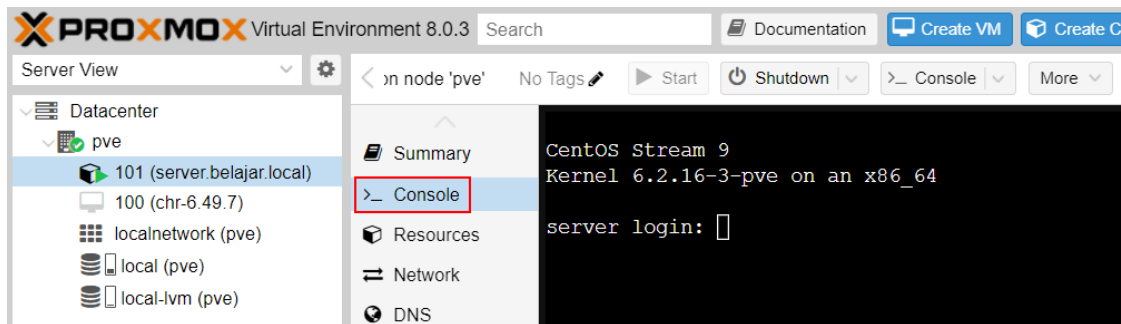 PROXMOX Virtual Environment 8.0.3 Search Documentation Create VM Create C
Server View
Datacenter
pve
101 (server.belajar.local)
100 (chr-6.49.7)
localnetwork (pve)
local (pve)
local-lvm (pve)
on node 'pve' No Tags Start Shutdown Console More
Summary
>_ Console
Resources
Network
DNS
CentOS Stream 9
Kernel 6.2.16-3-pve on an x86_64
server login: